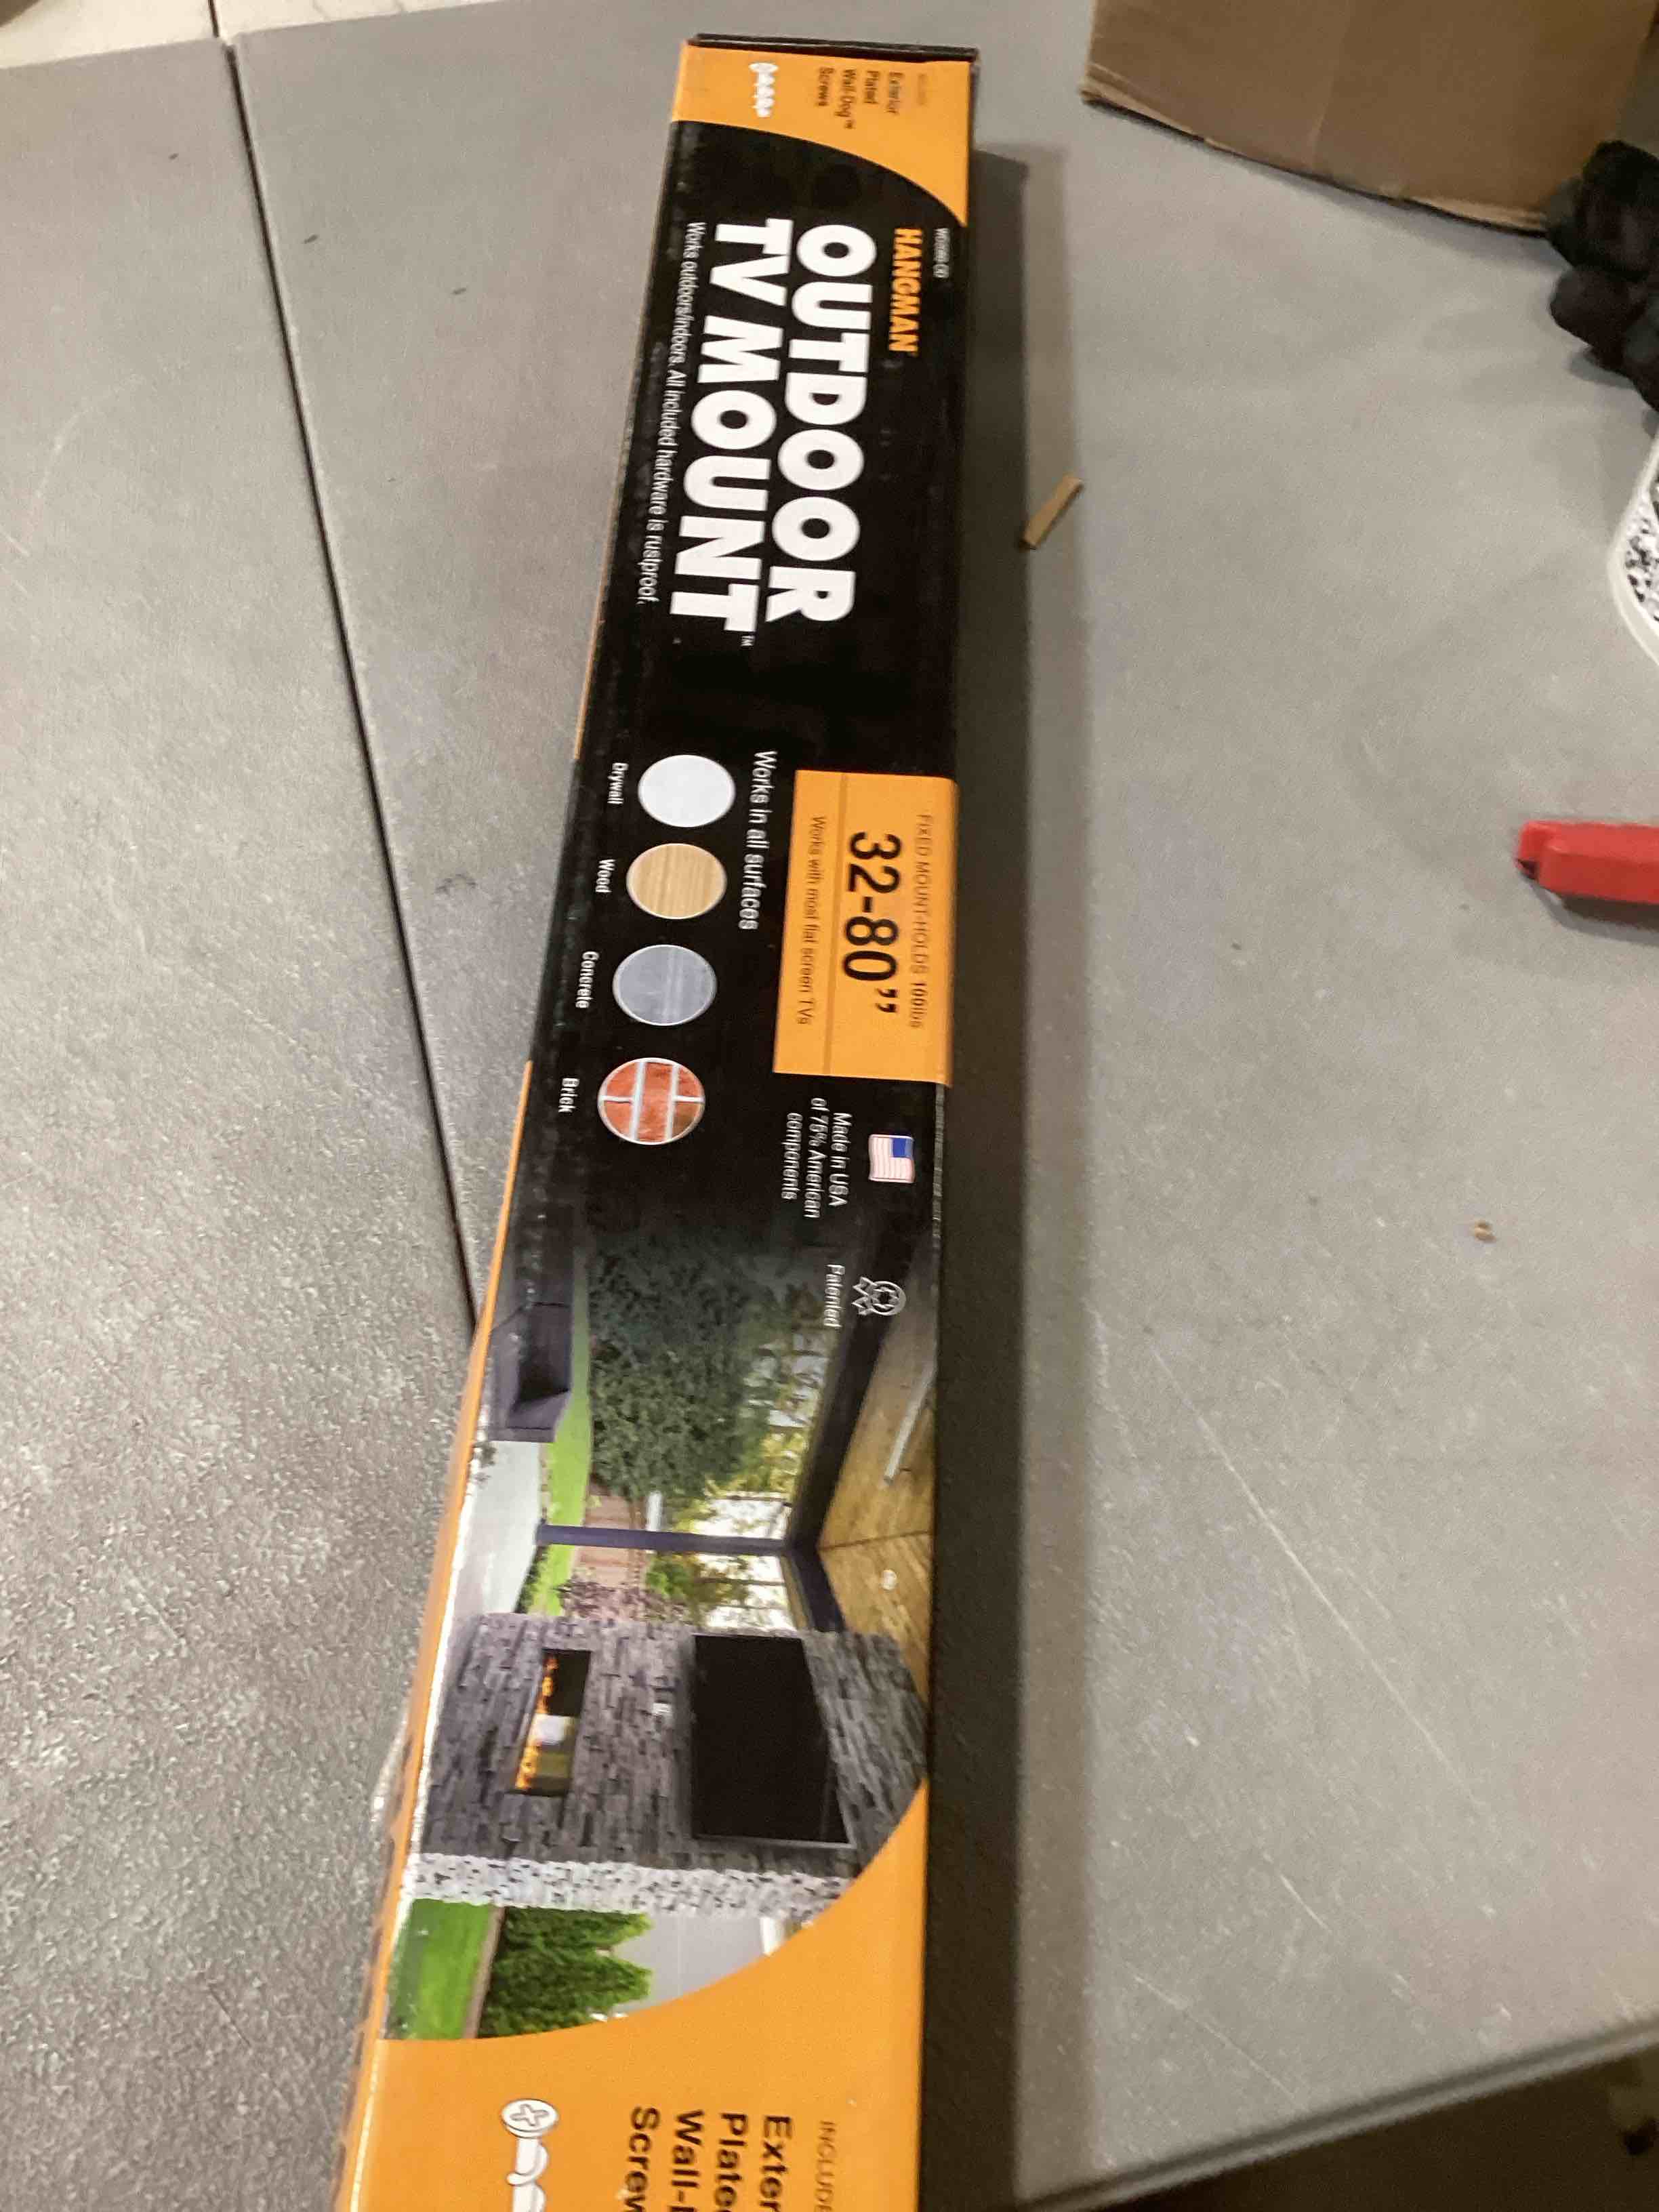 Exterior
Plated
Wall-Dog™
Screws
HANGMAN
OUTDOOR
TV MOUNT™
Works outdoors/indoors. All included hardware is rustproof.
FIXED MOUNT-HOLDS 100lbs
32-80”
Works with most flat screen TVs
Works in all surfaces
Drywall
Wood
Concrete
Brick
Made in USA
of 75% American
components
Patented
INCLUDE
Exter
Plate
Wall-
Screw